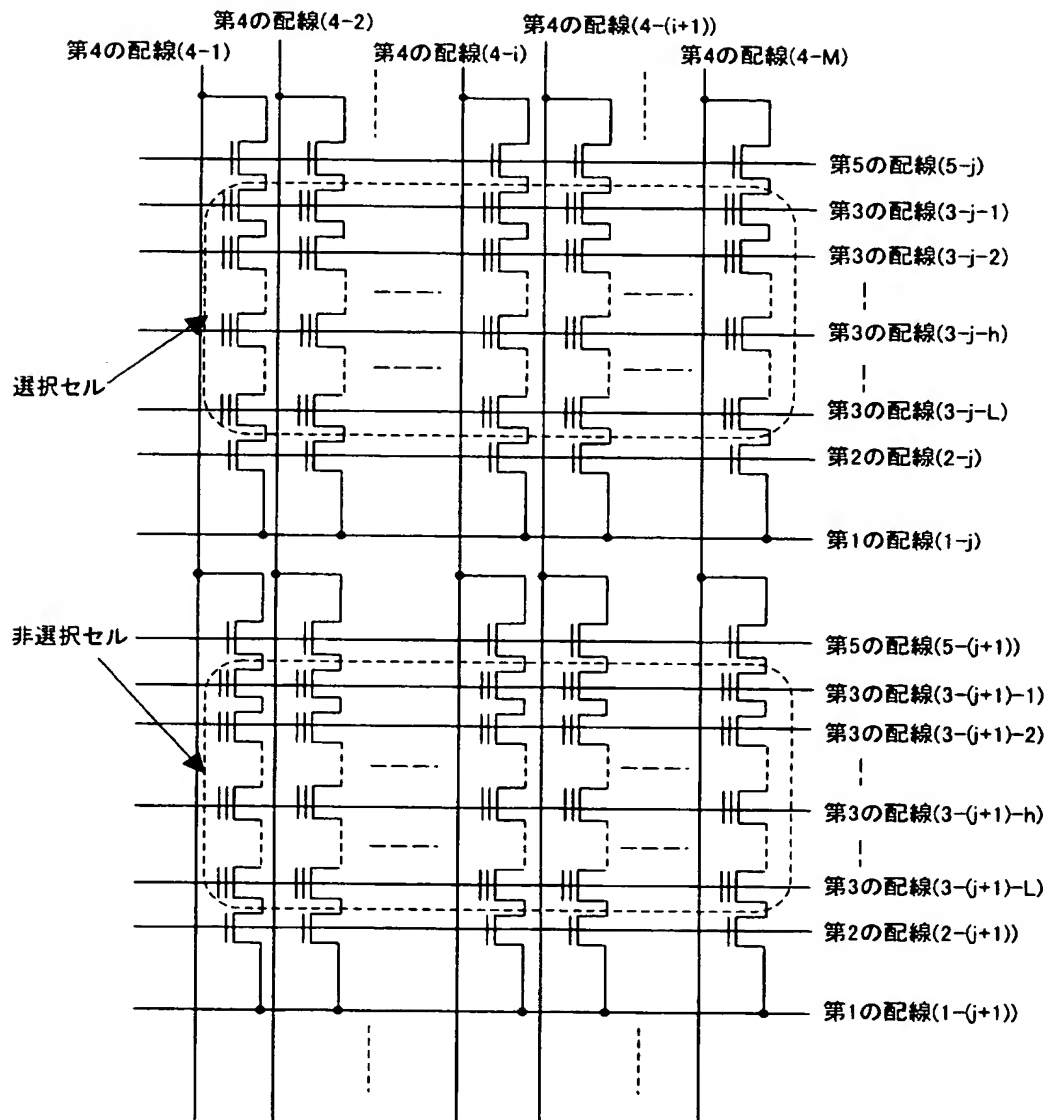 第4の配線(4-2)
第4の配線(4-(i+1))
第4の配線(4-1)
第4の配線(4-i)
第4の配線(4-M)
第5の配線(5-j)
第3の配線(3-j-1)
第3の配線(3-j-2)
第3の配線(3-j-h)
選択セル
第3の配線(3-j-L)
第2の配線(2-j)
第1の配線(1-j)
非選択セル
第5の配線(5-(j+1))
第3の配線(3-(j+1)-1)
第3の配線(3-(j+1)-2)
第3の配線(3-(j+1)-h)
第3の配線(3-(j+1)-L)
第2の配線(2-(j+1))
第1の配線(1-(j+1))